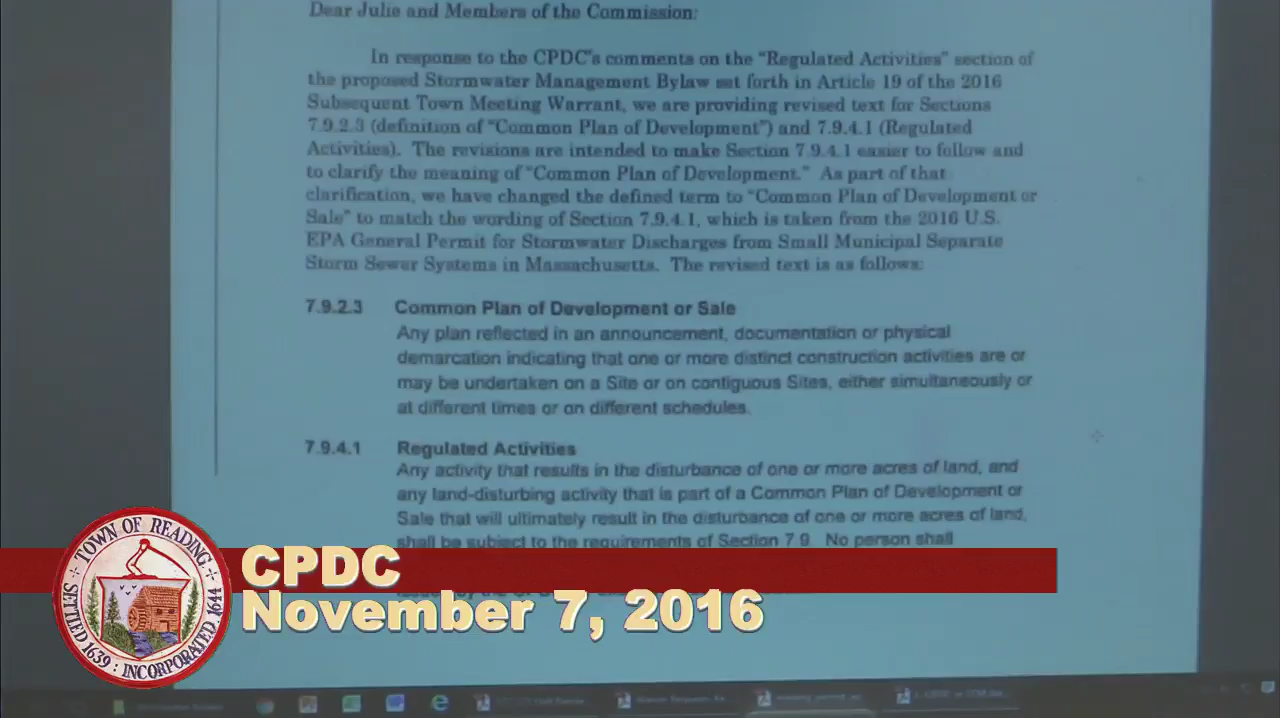 Dear Julie and Members of the Commission:
In response to the CPDC's comments on the "Regulated Activities" section of
the proposed Stormwater Management Bylaw set forth in Article 19 of the 2016
Subsequent Town Meeting Warrant, we are providing revised text for Sections
7.9.2.3 (definition of "Common Plan of Development") and 7.9.4.1 (Regulated
Activities). The revisions are intended to make Section 7.9.4.1 easier to follow and
to clarify the meaning of "Common Plan of Development." As part of that
clarification, we have changed the defined term to "Common Plan of Development or
Sale" to match the wording of Section 7.9.4.1, which is taken from the 2016 U.S.
EPA General Permit for Stormwater Discharges from Small Municipal Separate
Storm Sewer Systems in Massachusetts. The revised text is as follows:
7.9.2.3 Common Plan of Development or Sale
Any plan reflected in an announcement, documentation or physical
demarcation indicating that one or more distinct construction activities are or
may be undertaken on a Site or on contiguous Sites, either simultaneously or
at different times or on different schedules.
7.9.4.1 Regulated Activities
Any activity that results in the disturbance of one or more acres of land, and
any land-disturbing activity that is part of a Common Plan of Development or
Sale that will ultimately result in the disturbance of one or more acres of land,
shall be subject to the requirements of Section 7.9. No person shall
TOWN OF READING
SETTLED 1639 : INCORPORATED 1644
CPDC
November 7, 2016